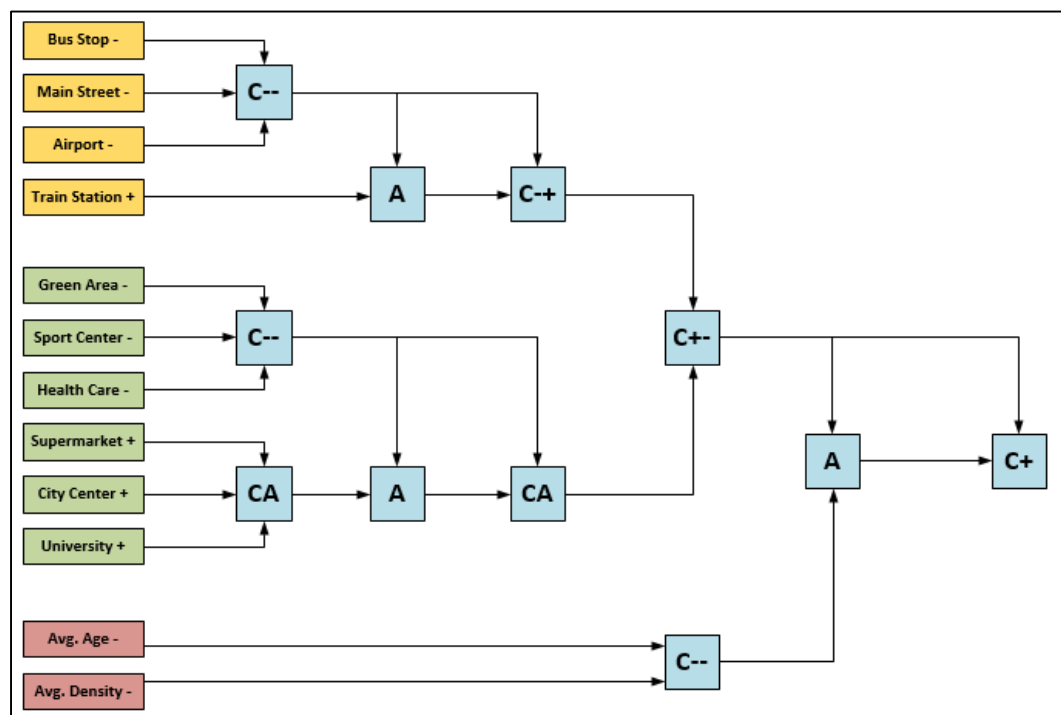 Bus Stop -
Main Street -
C--
Airport -
Train Station +
A
C-+
Green Area -
Sport Center -
C--
C+-
Health Care -
Supermarket +
A
C+
City Center +
CA
A
CA
University +
Avg. Age -
C--
Avg. Density -